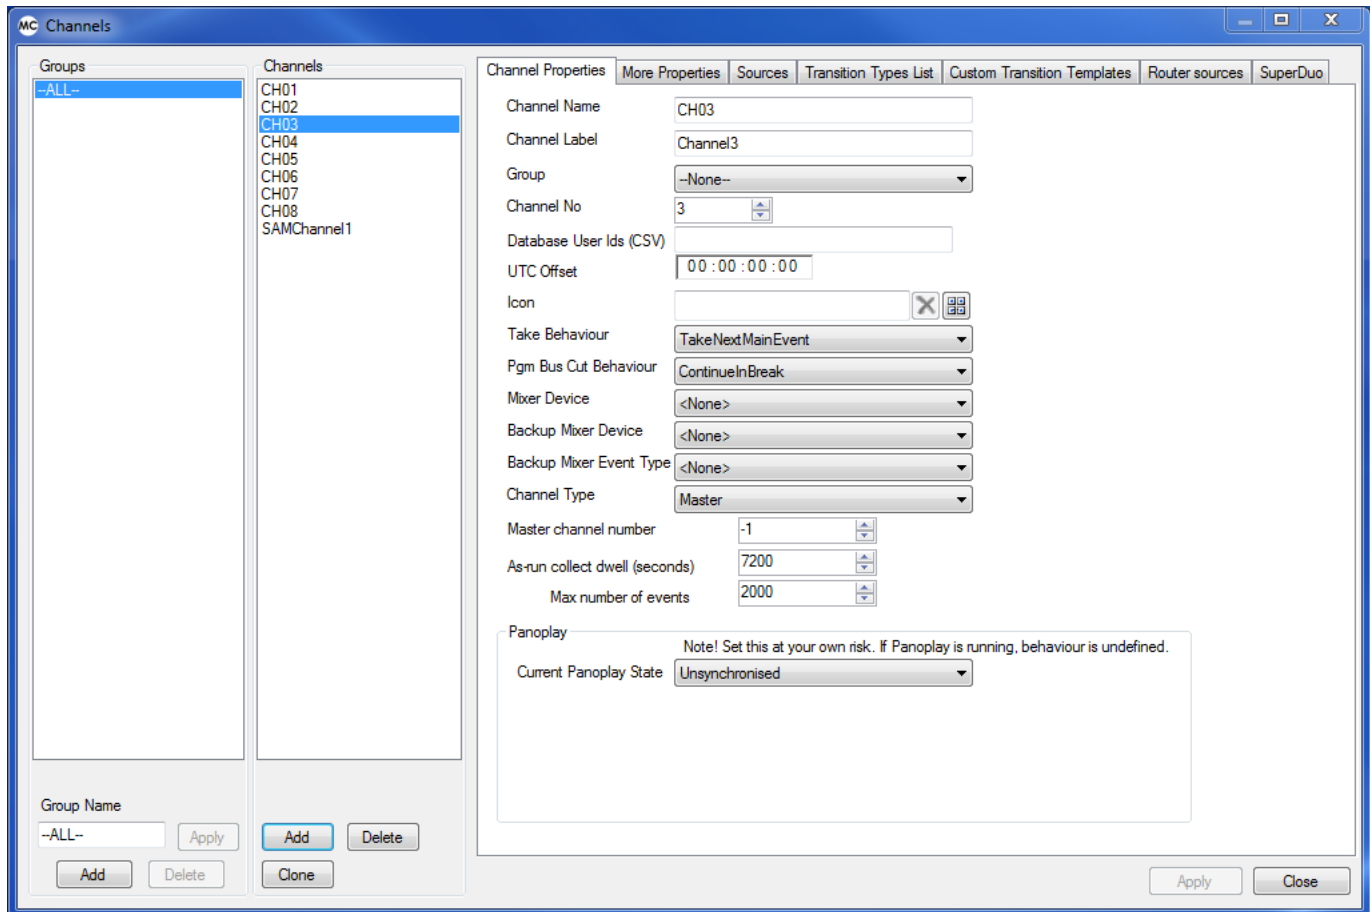 MC Channels
Groups
--ALL--
Group Name
--ALL--
Apply
Add
Delete
Channels
CH01
CH02
CH03
CH04
CH05
CH06
CH07
CH08
SAMChannel1
Add
Delete
Clone
Channel Properties
More Properties
Sources
Transition Types List
Custom Transition Templates
Router sources
SuperDuo
Channel Name CH03
Channel Label Channel3
Group --None--
Channel No 3
Database User Ids (CSV)
UTC Offset 00:00:00:00
Icon
Take Behaviour TakeNextMainEvent
Pgm Bus Cut Behaviour ContinueInBreak
Mixer Device <None>
Backup Mixer Device <None>
Backup Mixer Event Type <None>
Channel Type Master
Master channel number -1
As-run collect dwell (seconds) 7200
Max number of events 2000
Panoplay
Note! Set this at your own risk. If Panoplay is running, behaviour is undefined.
Current Panoplay State Unsynchronised
Apply
Close